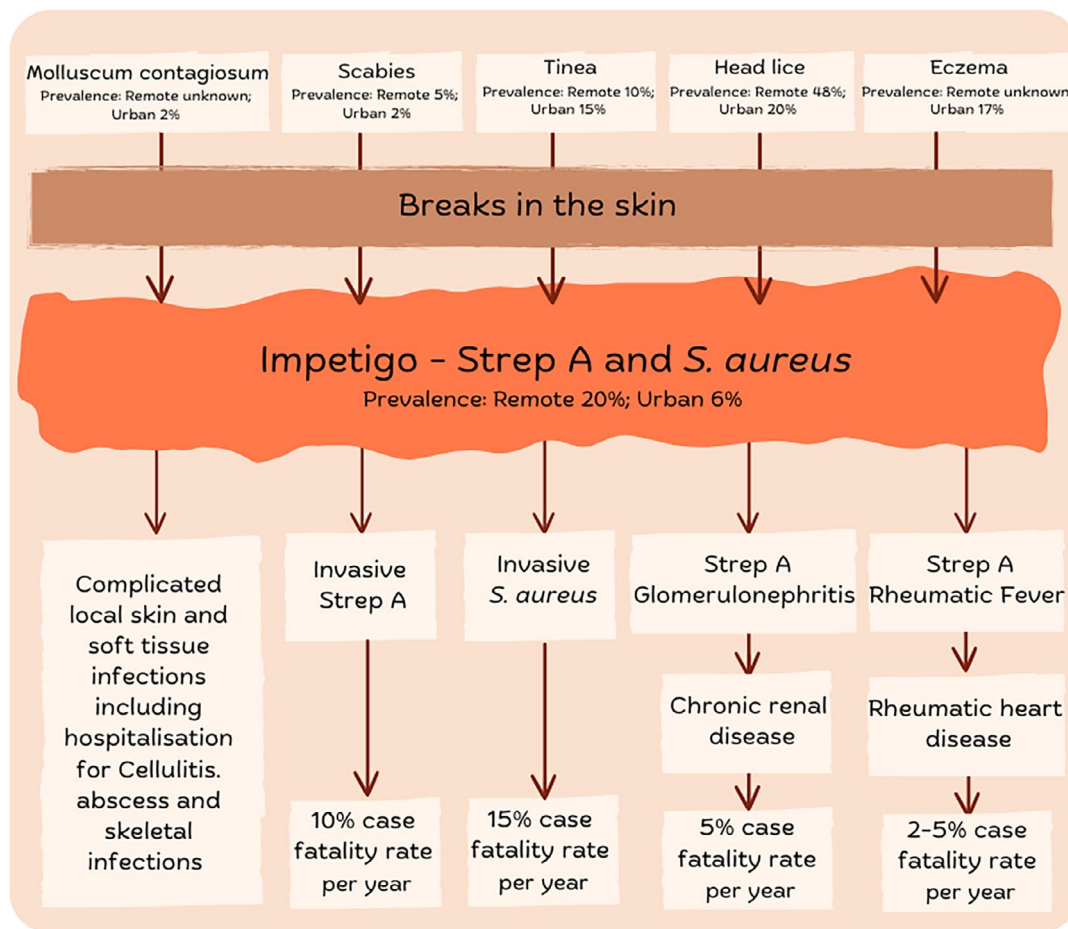 Molluscum contagiosum
Prevalence: Remote unknown;
Urban 2%
Scabies
Prevalence: Remote 5%;
Urban 2%
Tinea
Prevalence: Remote 10%;
Urban 15%
Head lice
Prevalence: Remote 48%;
Urban 20%
Eczema
Prevalence: Remote unknown
Urban 17%
Breaks in the skin
Impetigo - Strep A and S. aureus
Prevalence: Remote 20%; Urban 6%
Complicated
local skin and
soft tissue
infections
including
hospitalisation
for Cellulitis.
abscess and
skeletal
infections
Invasive
Strep A
10% case
fatality rate
per year
Invasive
S. aureus
15% case
fatality rate
per year
Strep A
Glomerulonephritis
Chronic renal
disease
5% case
fatality rate
per year
Strep A
Rheumatic Fever
Rheumatic heart
disease
2-5% case
fatality rate
per year